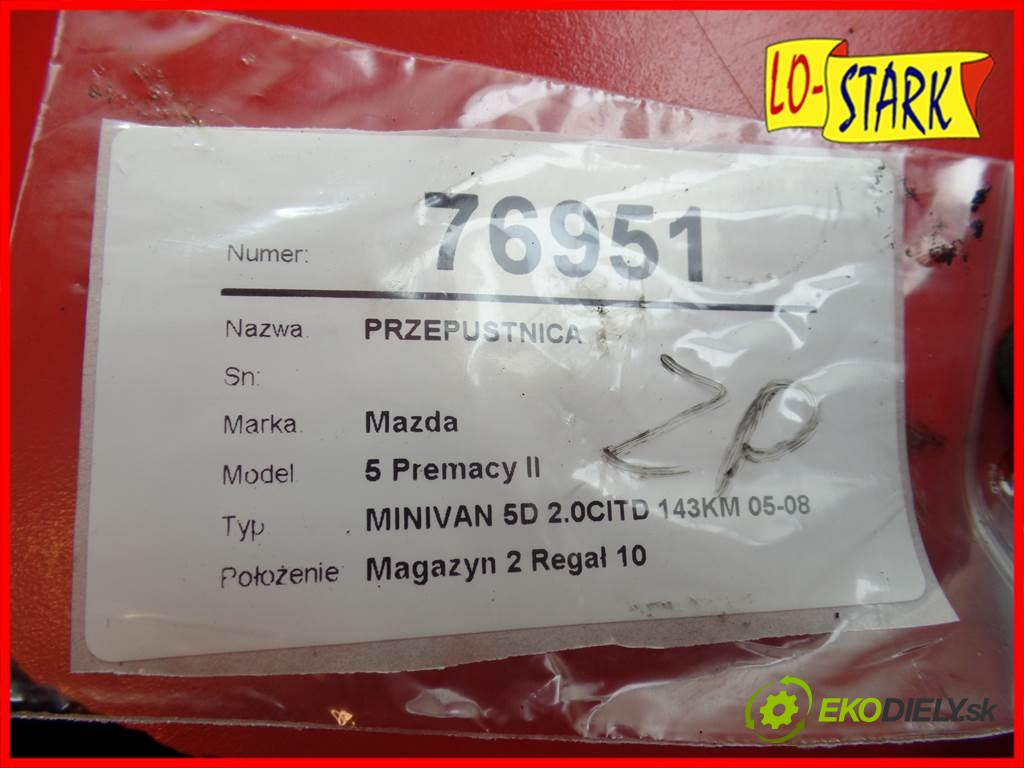 LO-STARK
Numer: 76951
Nazwa PRZEPUSTNICA
Sn:
Marka Mazda
Model 5 Premacy II
Typ MINIVAN 5D 2.0CITD 143KM 05-08
Położenie Magazyn 2 Regał 10
ZP
EKODIELY.sk